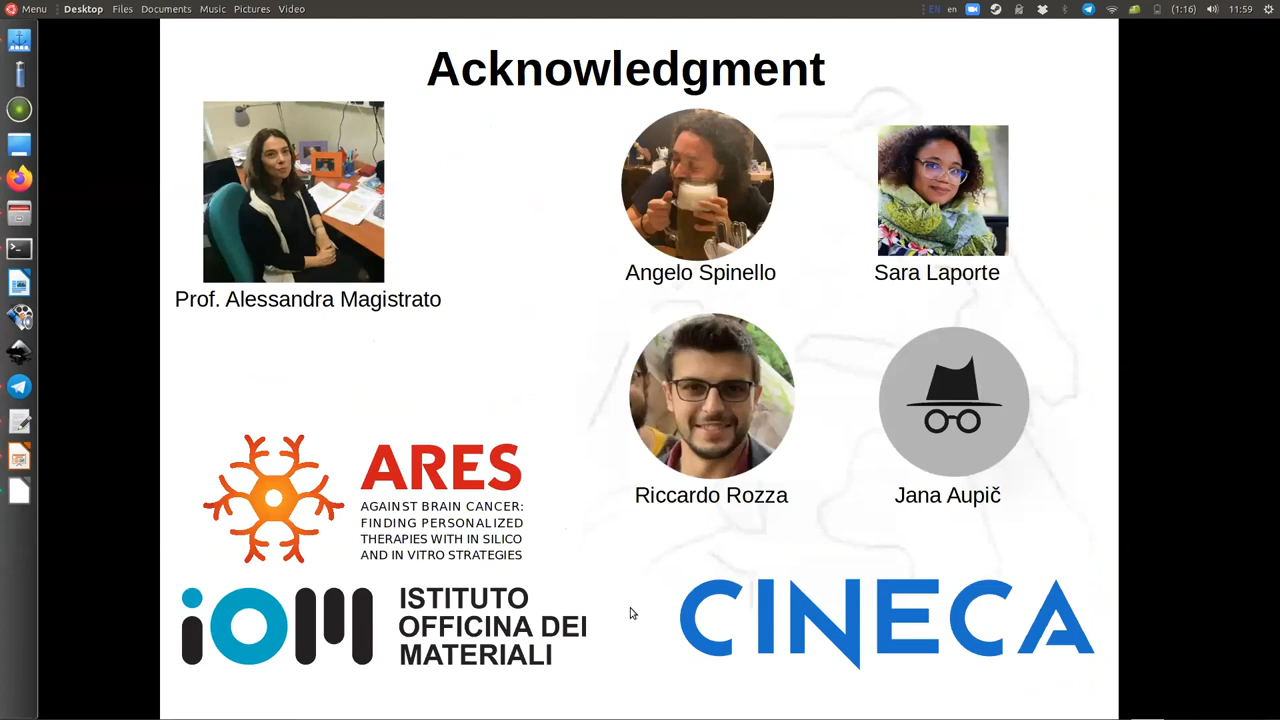 Menu Desktop Files Documents Music Pictures Video EN en (1:16) 11:59
Acknowledgment
Prof. Alessandra Magistrato
Angelo Spinello
Sara Laporte
Riccardo Rozza
Jana Aupič
ARES
AGAINST BRAIN CANCER:
FINDING PERSONALIZED
THERAPIES WITH IN SILICO
AND IN VITRO STRATEGIES
iOM
ISTITUTO
OFFICINA DEI
MATERIALI
CINECA